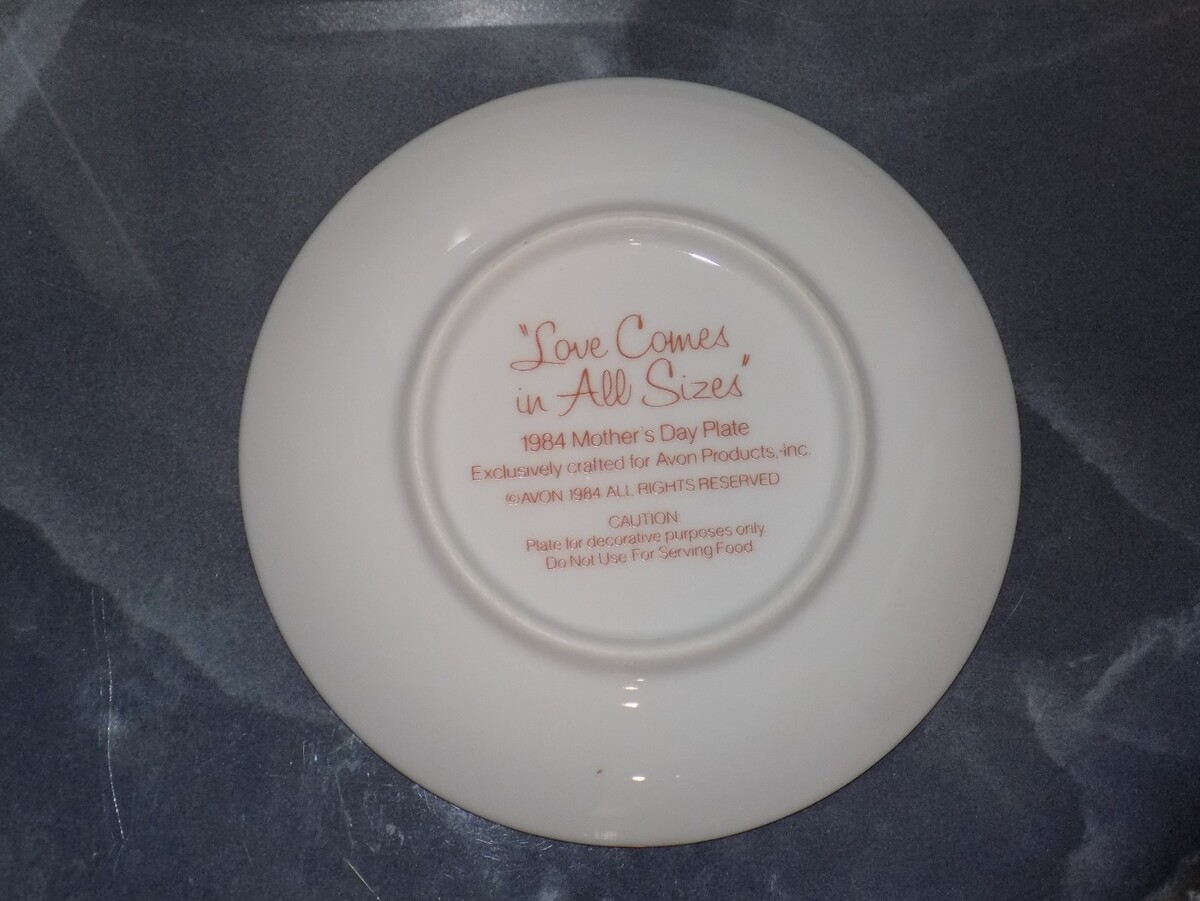 "Love Comes
in All Sizes"
1984 Mother's Day Plate
Exclusively crafted for Avon Products, inc.
©AVON 1984 ALL RIGHTS RESERVED
CAUTION:
Plate for decorative purposes only.
Do Not Use For Serving Food.